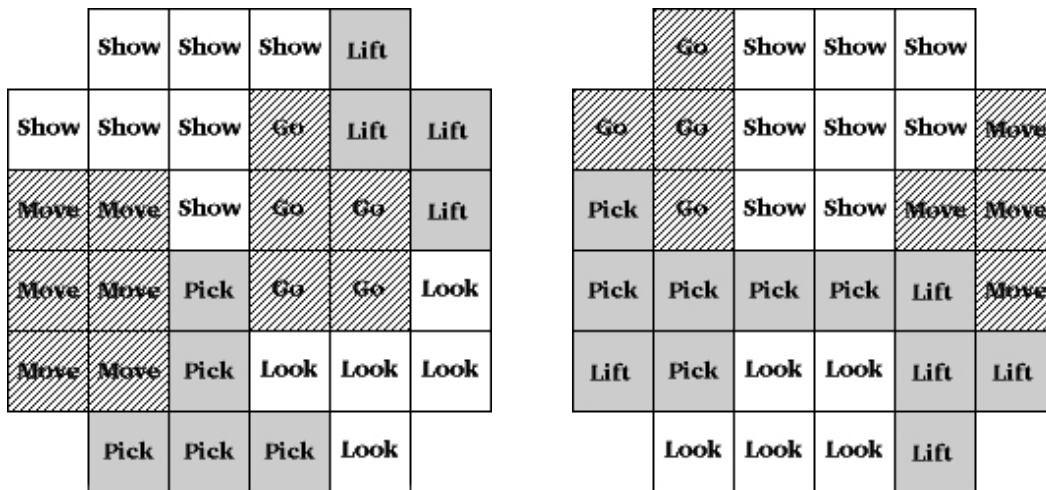 Show Show Show Lift
Show Show Show Go Lift Lift
Move Move Show Go Go Lift
Move Move Pick Go Go Look
Move Move Pick Look Look Look
Pick Pick Pick Look
Go Show Show Show
Go Go Show Show Show Move
Pick Go Show Show Move Move
Pick Pick Pick Pick Lift Move
Lift Pick Look Look Lift Lift
Look Look Look Lift